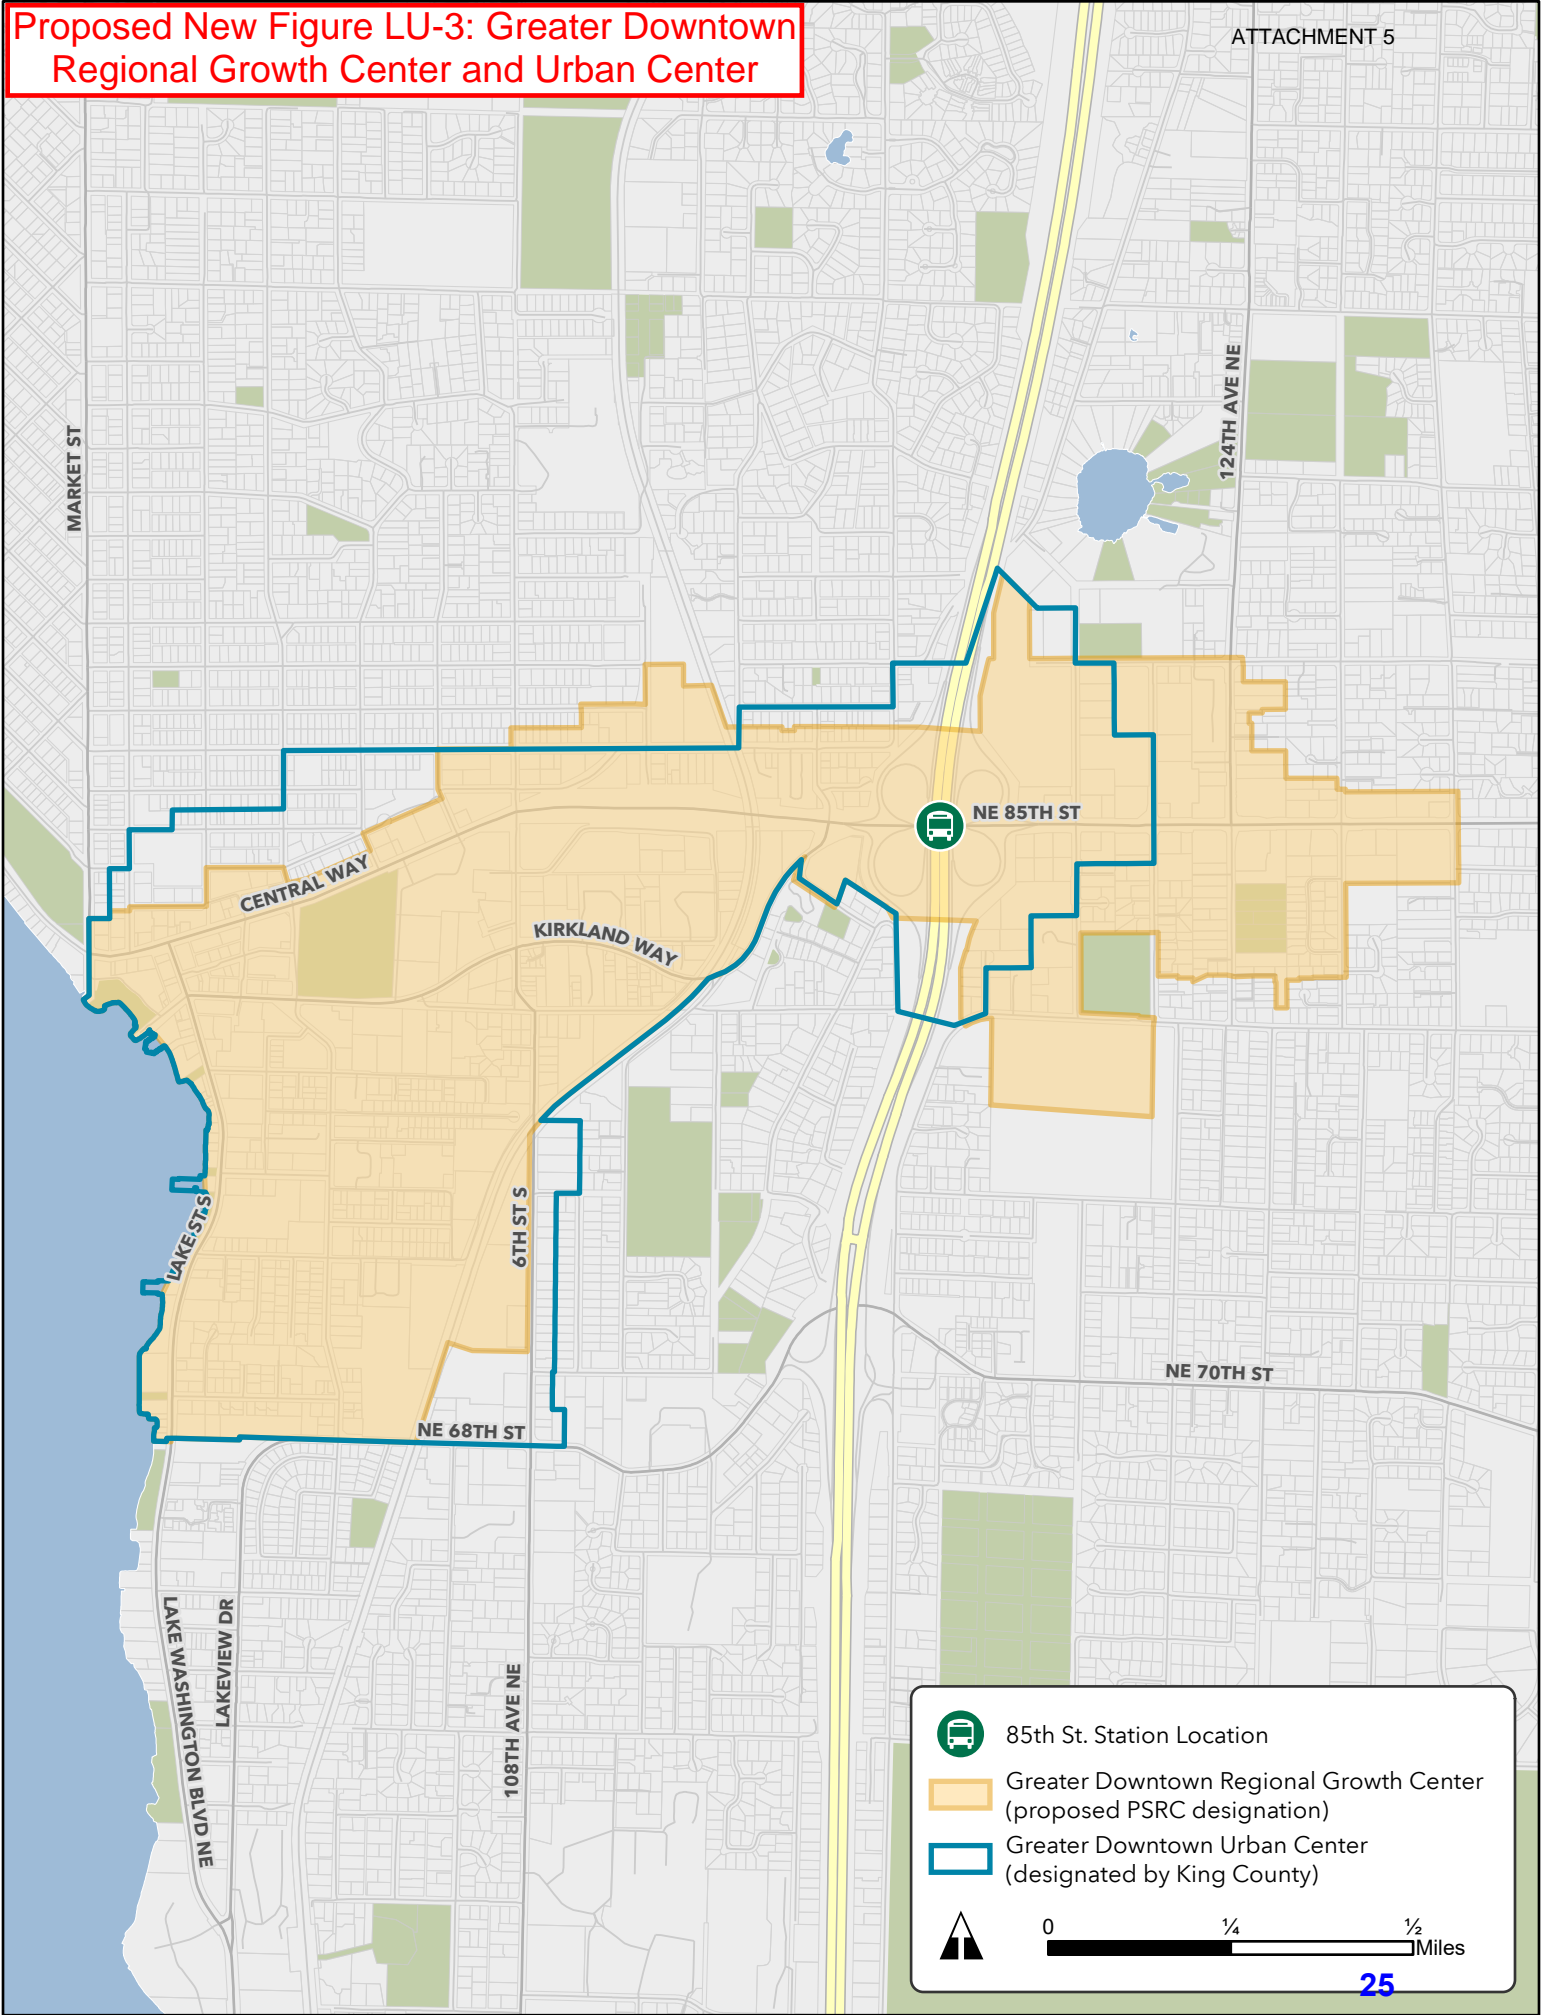 Proposed New Figure LU-3: Greater Downtown
Regional Growth Center and Urban Center
ATTACHMENT 5
MARKET ST
124TH AVE NE
NE 85TH ST
CENTRAL WAY
KIRKLAND WAY
6TH ST S
LAKE ST S
NE 70TH ST
NE 68TH ST
LAKE WASHINGTON BLVD NE
LAKEVIEW DR
108TH AVE NE
85th St. Station Location
Greater Downtown Regional Growth Center
(proposed PSRC designation)
Greater Downtown Urban Center
(designated by King County)
0 ¼ ½
Miles
25